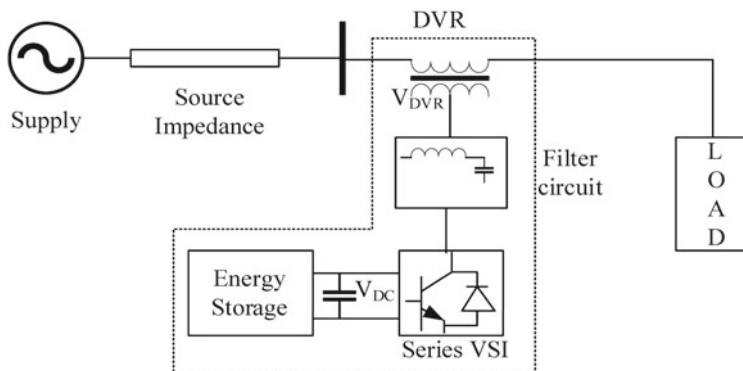 DVR
Supply
Source
Impedance
V_DVR
Filter
circuit
L
O
A
D
Energy
Storage
V_DC
Series VSI